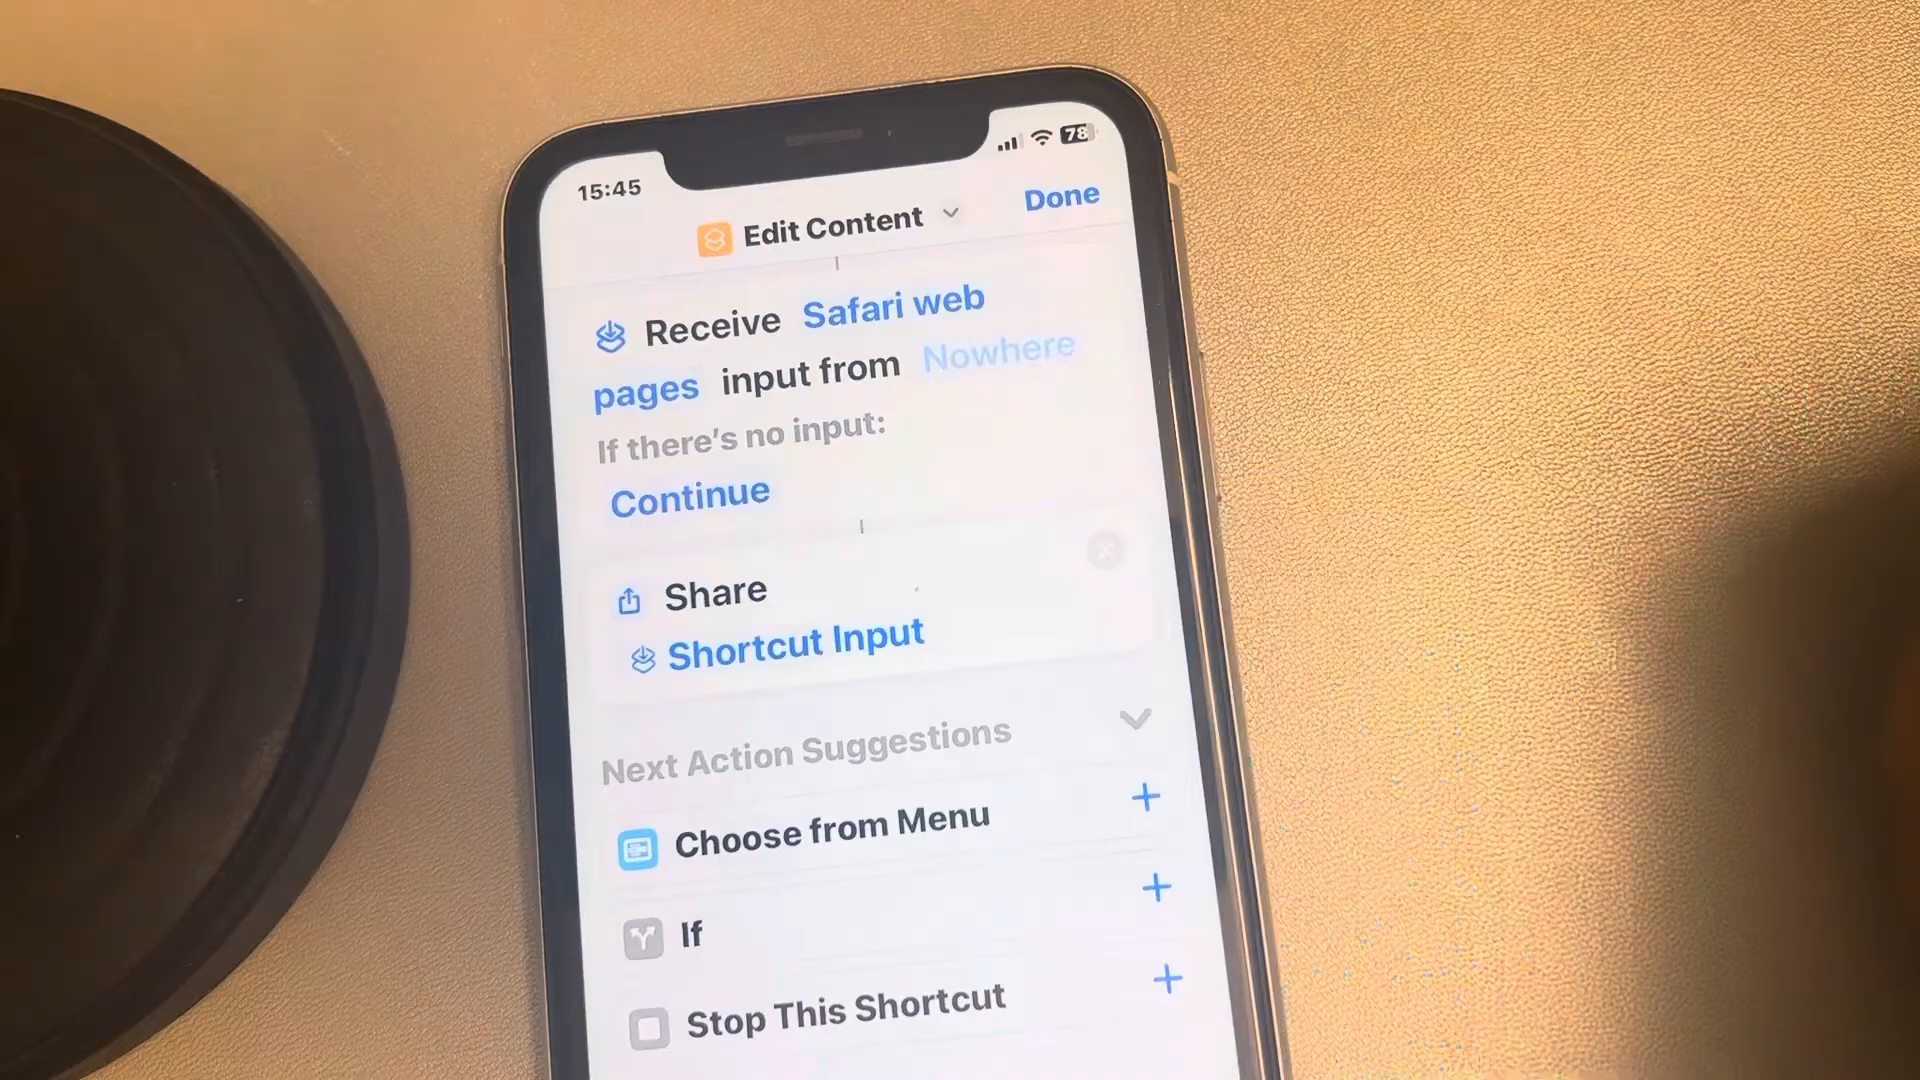 15:45
78
Edit Content
Done
Receive Safari web
pages input from Nowhere
If there's no input:
Continue
Share
Shortcut Input
Next Action Suggestions
Choose from Menu
If
Stop This Shortcut